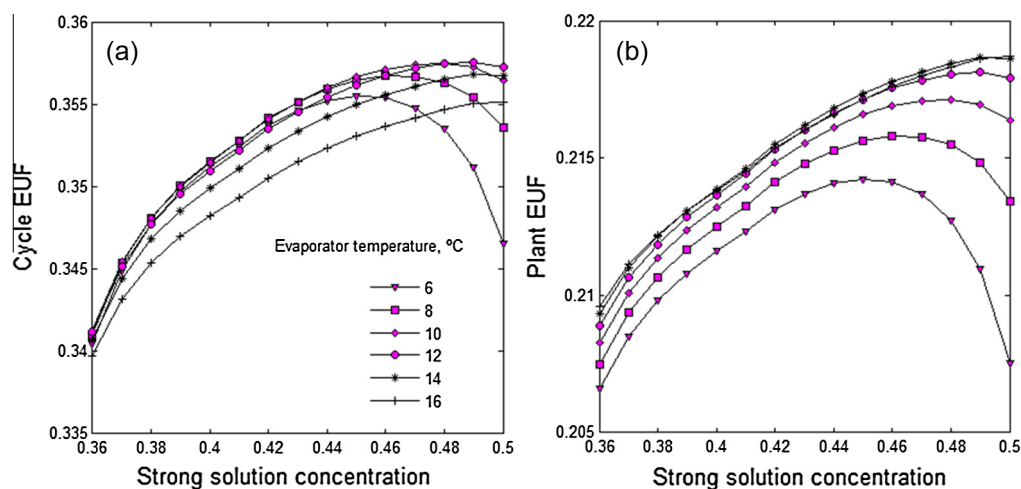 (a)
Cycle EUF
0.36
0.355
0.35
0.345
0.34
0.335
Evaporator temperature, ºC
6
8
10
12
14
16
0.36 0.38 0.4 0.42 0.44 0.46 0.48 0.5
Strong solution concentration
(b)
Plant EUF
0.22
0.215
0.21
0.205
0.36 0.38 0.4 0.42 0.44 0.46 0.48 0.5
Strong solution concentration